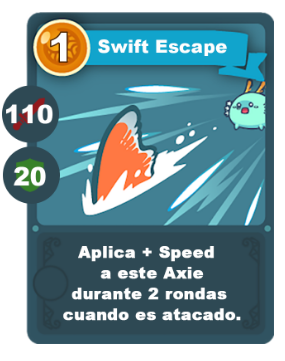 1
Swift Escape
110
20
Aplica + Speed
a este Axie
durante 2 rondas
cuando es atacado.